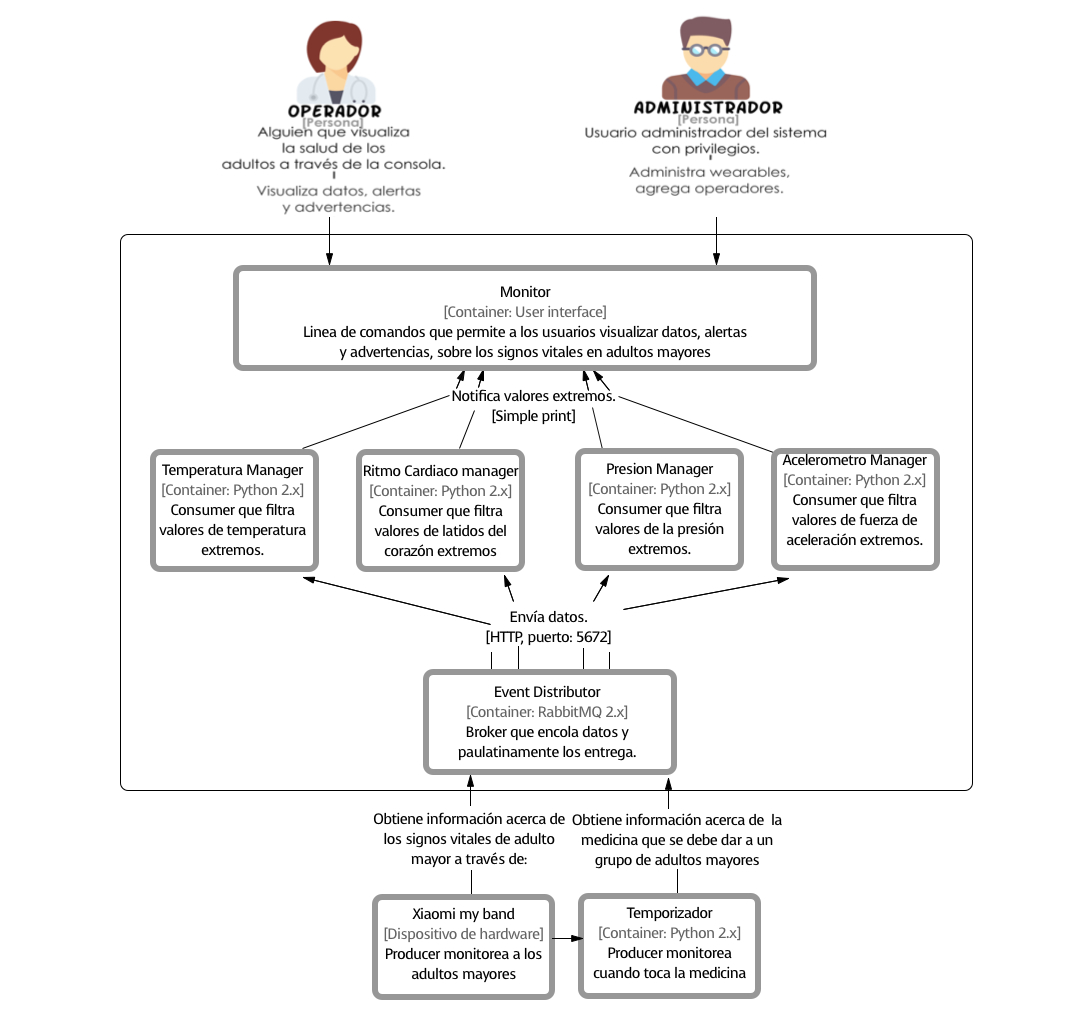 OPERADOR
[Persona]
Alguien que visualiza
la salud de los
adultos a través de la consola.
Visualiza datos, alertas
y advertencias.
ADMINISTRADOR
[Persona]
Usuario administrador del sistema
con privilegios.
Administra wearables,
agrega operadores.
Monitor
[Container: User interface]
Linea de comandos que permite a los usuarios visualizar datos, alertas
y advertencias, sobre los signos vitales en adultos mayores
Notifica valores extremos.
[Simple print]
Temperatura Manager
[Container: Python 2.x]
Consumer que filtra
valores de temperatura
extremos.
Ritmo Cardiaco manager
[Container: Python 2.x]
Consumer que filtra
valores de latidos del
corazón extremos
Presion Manager
[Container: Python 2.x]
Consumer que filtra
valores de la presión
extremos.
Acelerometro Manager
[Container: Python 2.x]
Consumer que filtra
valores de fuerza de
aceleración extremos.
Envía datos.
[HTTP, puerto: 5672]
Event Distributor
[Container: RabbitMQ 2.x]
Broker que encola datos y
paulatinamente los entrega.
Obtiene información acerca de
los signos vitales de adulto
mayor a través de:
Obtiene información acerca de  la
medicina que se debe dar a un
grupo de adultos mayores
Xiaomi my band
[Dispositivo de hardware]
Producer monitorea a los
adultos mayores
Temporizador
[Container: Python 2.x]
Producer monitorea
cuando toca la medicina